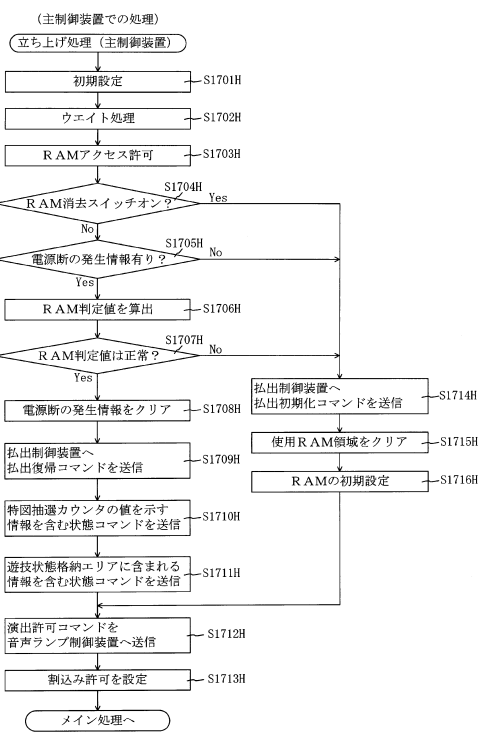 （主制御装置での処理）
立ち上げ処理（主制御装置）
初期設定
S1701H
ウエイト処理
S1702H
ＲＡＭアクセス許可
S1703H
S1704H
ＲＡＭ消去スイッチオン？
Yes
No
S1705H
電源断の発生情報有り？
No
Yes
ＲＡＭ判定値を算出
S1706H
S1707H
ＲＡＭ判定値は正常？
No
Yes
電源断の発生情報をクリア
S1708H
払出制御装置へ
払出復帰コマンドを送信
S1709H
特図抽選カウンタの値を示す
情報を含む状態コマンドを送信
S1710H
遊技状態格納エリアに含まれる
情報を含む状態コマンドを送信
S1711H
払出制御装置へ
払出初期化コマンドを送信
S1714H
使用ＲＡＭ領域をクリア
S1715H
ＲＡＭの初期設定
S1716H
演出許可コマンドを
音声ランプ制御装置へ送信
S1712H
割込み許可を設定
S1713H
メイン処理へ